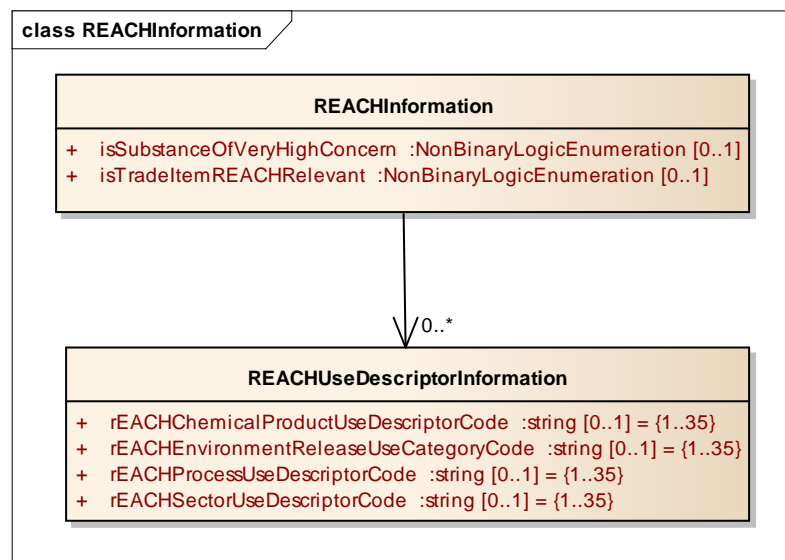 class REACHInformation
REACHInformation
+ isSubstanceOfVeryHighConcern :NonBinaryLogicEnumeration [0..1]
+ isTradeItemREACHRelevant :NonBinaryLogicEnumeration [0..1]
0..*
REACHUseDescriptorInformation
+ rEACHChemicalProductUseDescriptorCode :string [0..1] = {1..35}
+ rEACHEnvironmentReleaseUseCategoryCode :string [0..1] = {1..35}
+ rEACHProcessUseDescriptorCode :string [0..1] = {1..35}
+ rEACHSectorUseDescriptorCode :string [0..1] = {1..35}